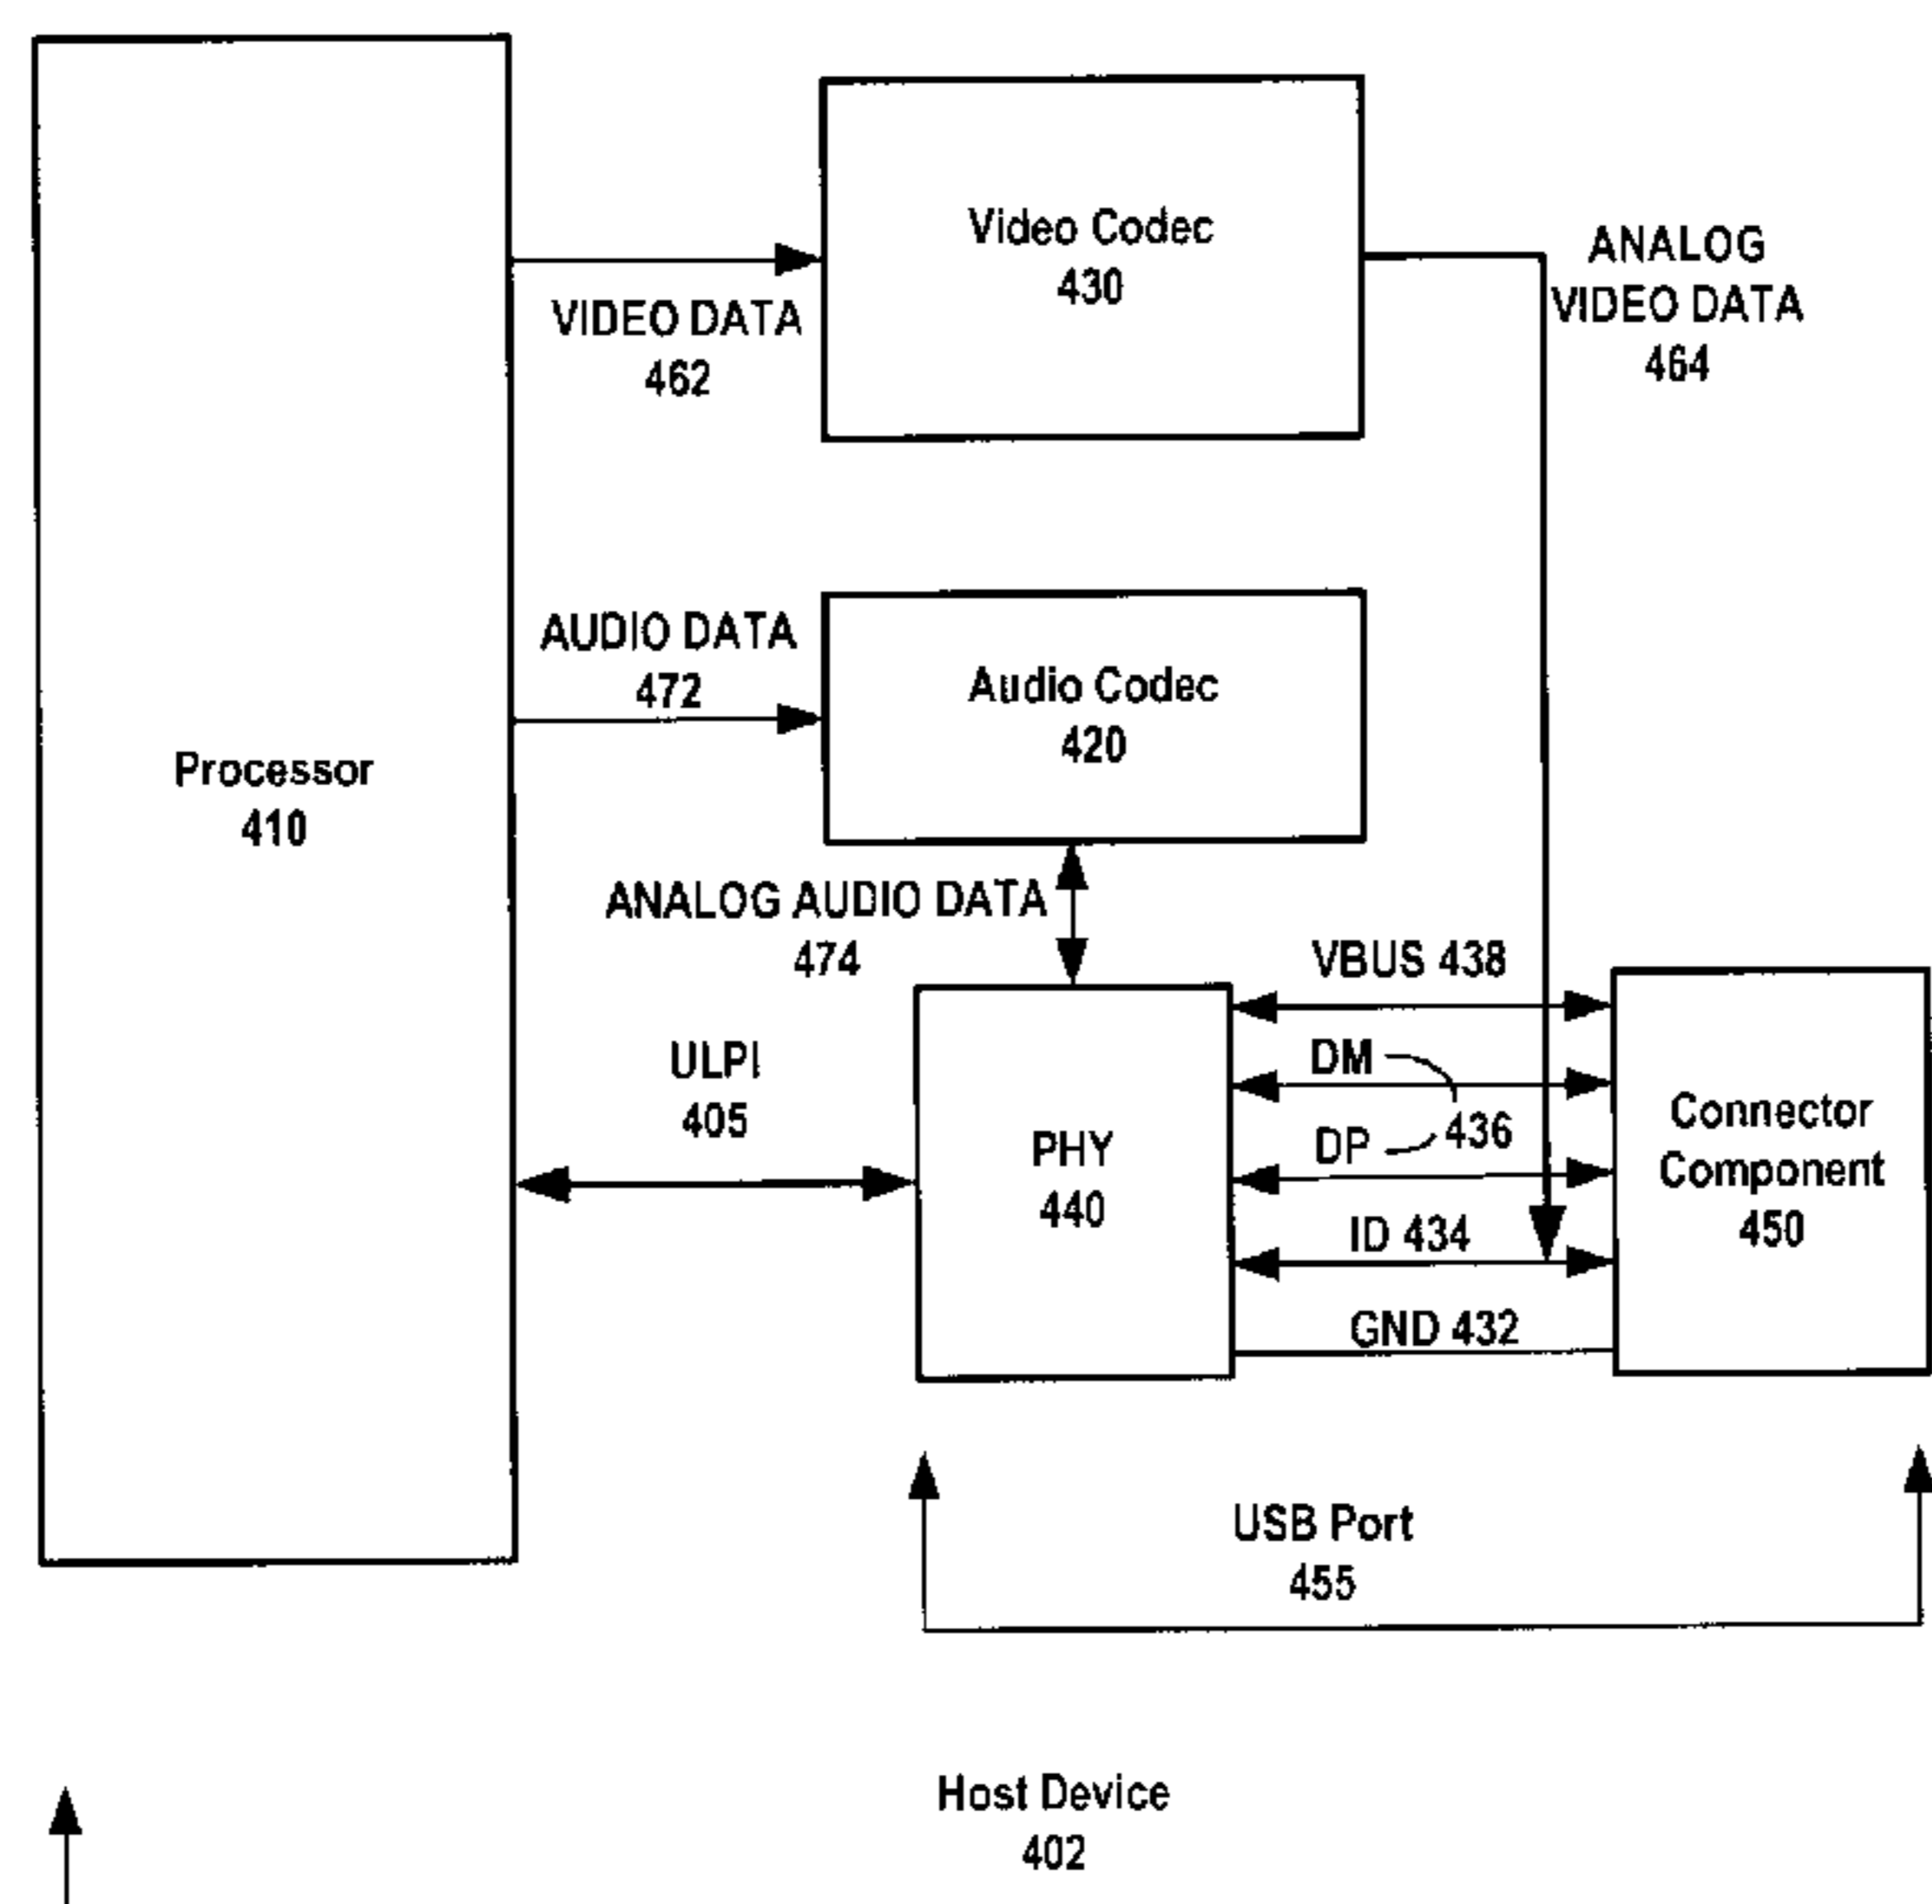 Video Codec
430
ANALOG
VIDEO DATA
464
VIDEO DATA
462
AUDIO DATA
472
Audio Codec
420
Processor
410
ANALOG AUDIO DATA
474
VBUS 438
ULPI
405
DM
436
DP
PHY
440
Connector
Component
450
ID 434
GND 432
USB Port
455
Host Device
402